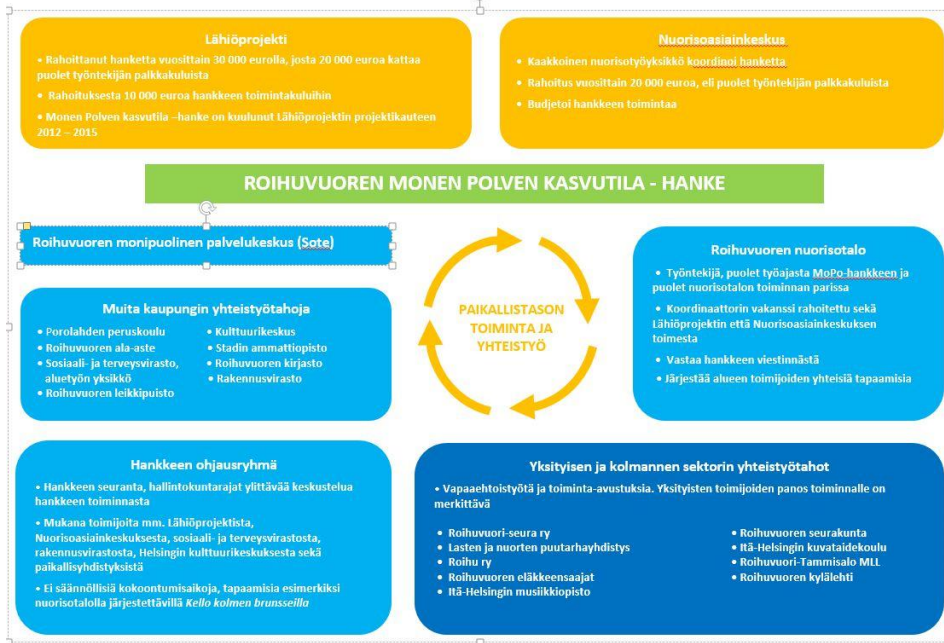 Lähiöprojekti
• Rahoittanut hanketta vuosittain 30 000 eurolla, josta 20 000 euroa kattaa
puolet työntekijän palkkakuluista
• Rahoituksesta 10 000 euroa hankkeen toimintakuluihin
• Monen Polven kasvutila –hanke on kuulunut Lähiöprojektin projektikauteen
2012 – 2015
Nuorisoasiainkeskus
• Kaakkoinen nuorisotyöyksikkö koordinoi hanketta
• Rahoitus vuosittain 20 000 euroa, eli puolet työntekijän palkkakuluista
• Budjetoi hankkeen toimintaa
ROIHUVUOREN MONEN POLVEN KASVUTILA - HANKE
Roihuvuoren monipuolinen palvelukeskus (Sote)
Muita kaupungin yhteistyötahoja
• Porolahden peruskoulu
• Roihuvuoren ala-aste
• Sosiaali- ja terveysvirasto,
aluetyön yksikkö
• Roihuvuoren leikkipuisto
• Kulttuurikeskus
• Stadin ammattiopisto
• Roihuvuoren kirjasto
• Rakennusvirasto
PAIKALLISTASON
TOIMINTA JA
YHTEISTYÖ
Roihuvuoren nuorisotalo
• Työntekijä, puolet työajasta MoPo-hankkeen ja
puolet nuorisotalon toiminnan parissa
• Koordinaattorin vakanssi rahoitettu sekä
Lähiöprojektin että Nuorisoasiainkeskuksen
toimesta
• Vastaa hankkeen viestinnästä
• Järjestää alueen toimijoiden yhteisiä tapaamisia
Hankkeen ohjausryhmä
• Hankkeen seuranta, hallintokuntarajat ylittävää keskustelua
hankkeen toiminnasta
• Mukana toimijoita mm. Lähiöprojektista,
Nuorisoasiainkeskuksesta, sosiaali- ja terveysvirastosta,
rakennusvirastosta, Helsingin kulttuurikeskuksesta sekä
paikallisyhdistyksistä
• Ei säännöllisiä kokoontumisaikoja, tapaamisia esimerkiksi
nuorisotalolla järjestettävillä Kello kolmen brunsseilla
Yksityisen ja kolmannen sektorin yhteistyötahot
• Vapaaehtoistyötä ja toiminta-avustuksia. Yksityisten toimijoiden panos toiminnalle on
merkittävä
• Roihuvuori-seura ry
• Lasten ja nuorten puutarhayhdistys
• Roihu ry
• Roihuvuoren eläkkeensaajat
• Itä-Helsingin musiikkiopisto
• Roihuvuoren seurakunta
• Itä-Helsingin kuvataidekoulu
• Roihuvuori-Tammisalo MLL
• Roihuvuoren kylälehti